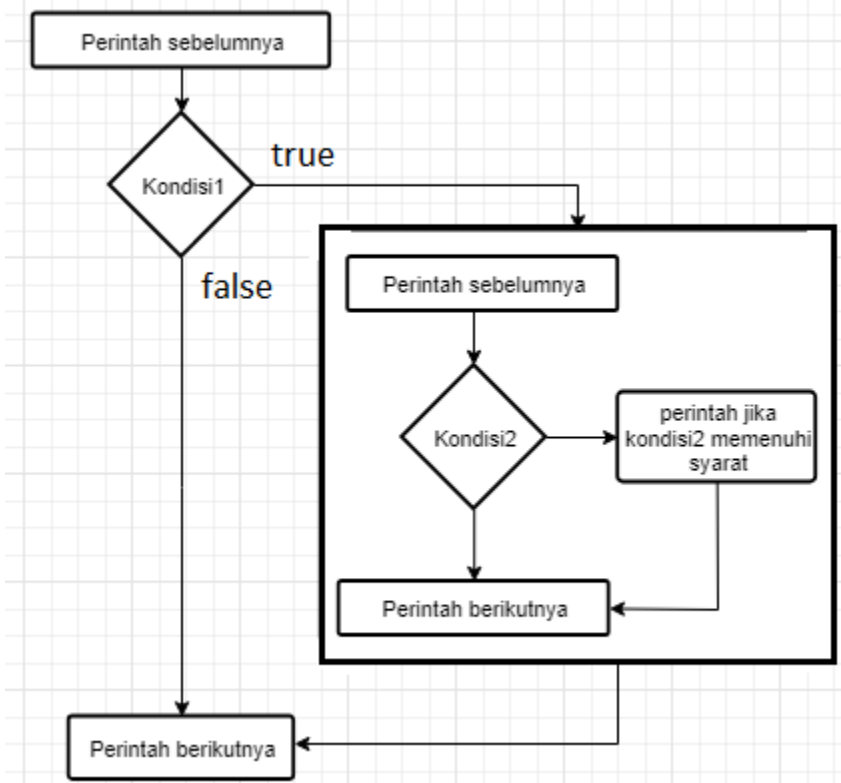 Perintah sebelumnya
true
Kondisi1
false
Perintah sebelumnya
Kondisi2
perintah jika
kondisi2 memenuhi
syarat
Perintah berikutnya
Perintah berikutnya